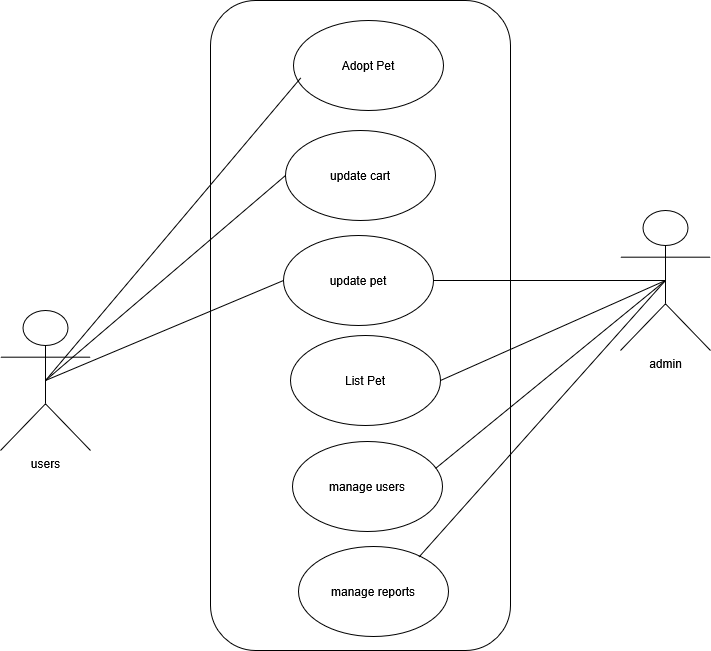 Adopt Pet
update cart
update pet
List Pet
manage users
manage reports
users
admin